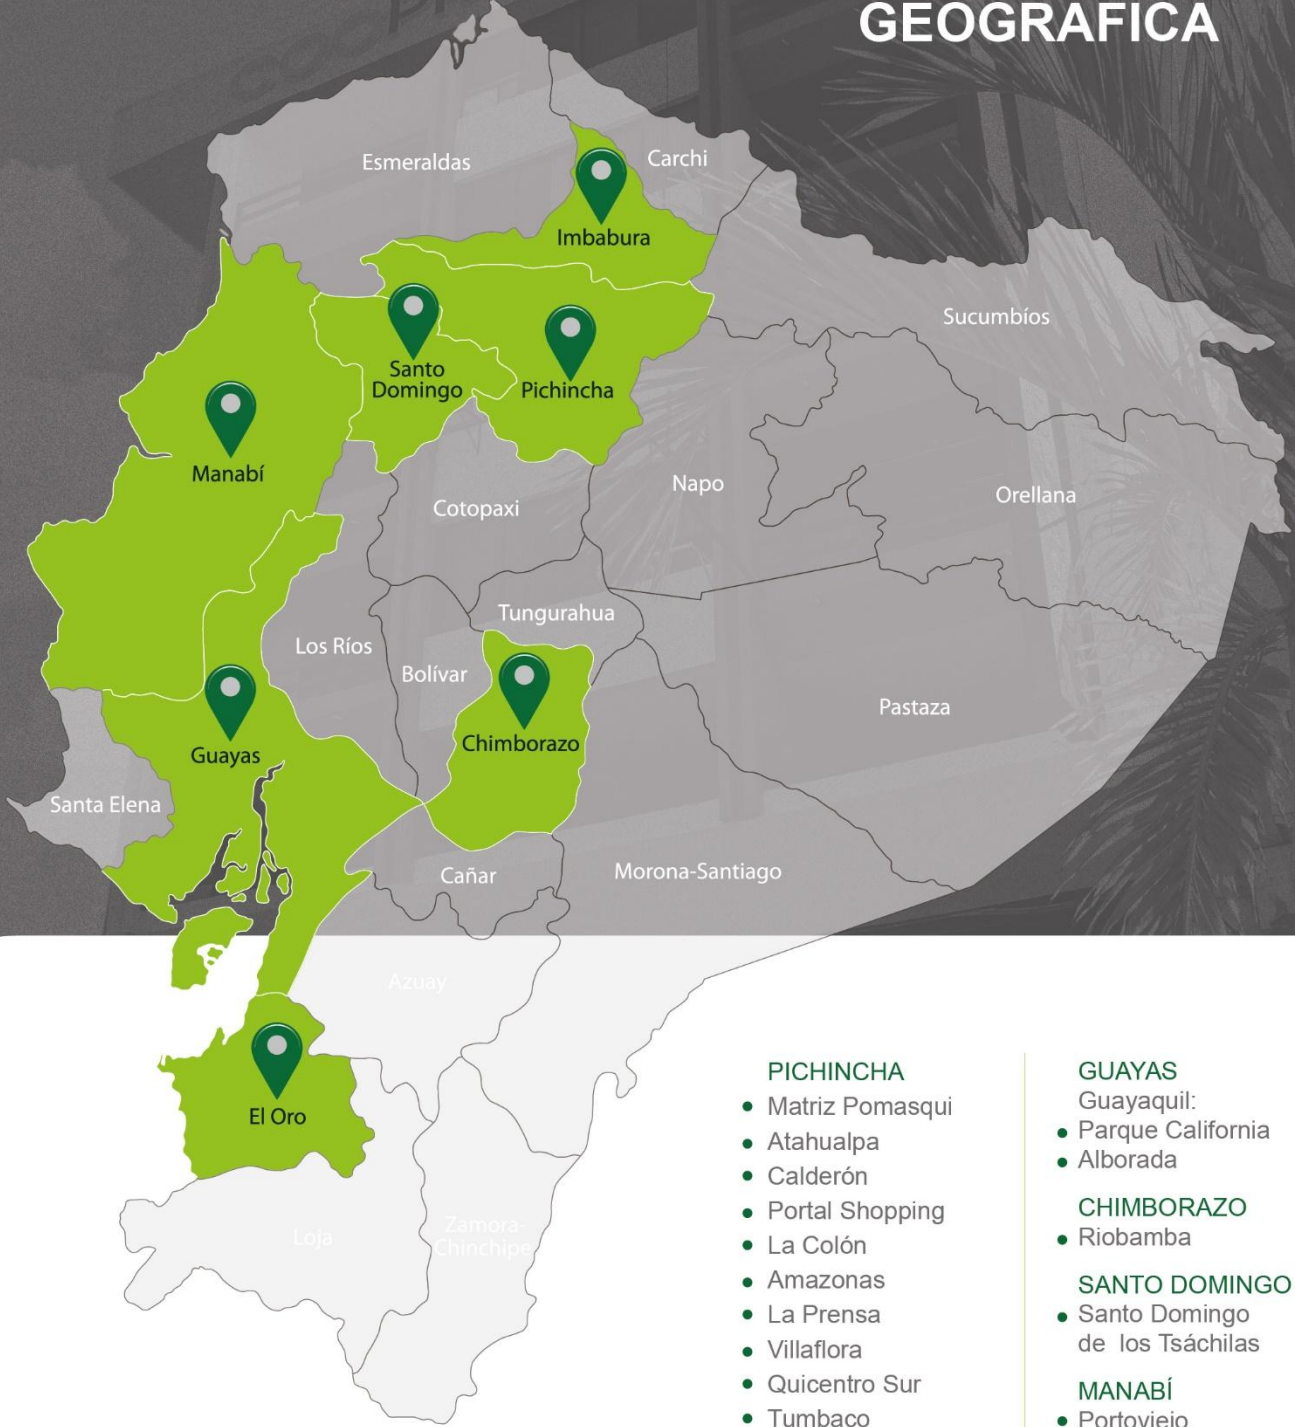 GEOGRÁFICA
Esmeraldas
Carchi
Imbabura
Sucumbíos
Santo
Domingo
Pichincha
Manabí
Napo
Orellana
Cotopaxi
Tungurahua
Los Ríos
Bolívar
Pastaza
Chimborazo
Guayas
Santa Elena
Cañar
Morona-Santiago
Azuay
El Oro
Loja
Zamora-
Chinchipe
PICHINCHA
• Matriz Pomasqui
• Atahualpa
• Calderón
• Portal Shopping
• La Colón
• Amazonas
• La Prensa
• Villaflora
• Quicentro Sur
• Tumbaco
GUAYAS
Guayaquil:
• Parque California
• Alborada
CHIMBORAZO
• Riobamba
SANTO DOMINGO
• Santo Domingo
de los Tsáchilas
MANABÍ
• Portoviejo